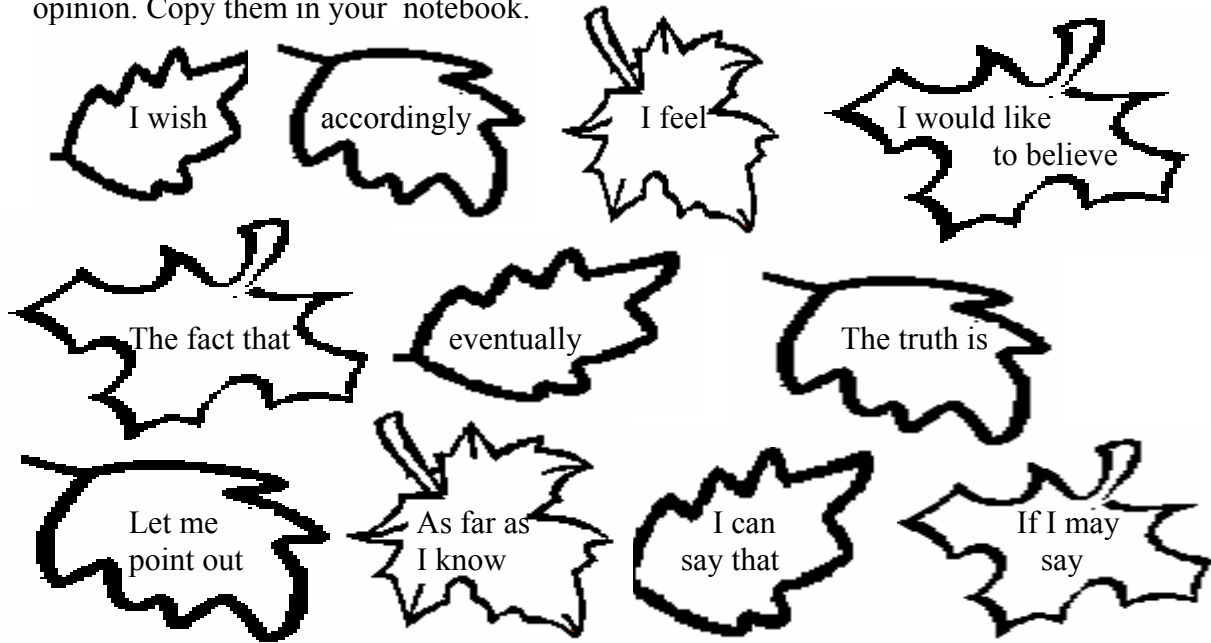 opinion. Copy them in your notebook.
I wish
accordingly
I feel
I would like
to believe
The fact that
eventually
The truth is
Let me
point out
As far as
I know
I can
say that
If I may
say